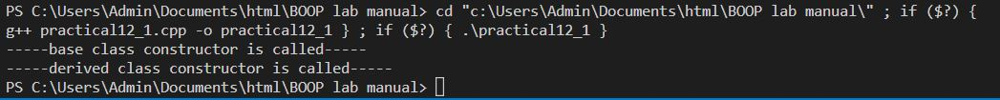 PS C:\Users\Admin\Documents\html\BOOP lab manual> cd "c:\Users\Admin\Documents\html\BOOP lab manual\" ; if ($?) {
g++ practical12_1.cpp -o practical12_1 } ; if ($?) { .\practical12_1 }
-----base class constructor is called-----
-----derived class constructor is called-----
PS C:\Users\Admin\Documents\html\BOOP lab manual>